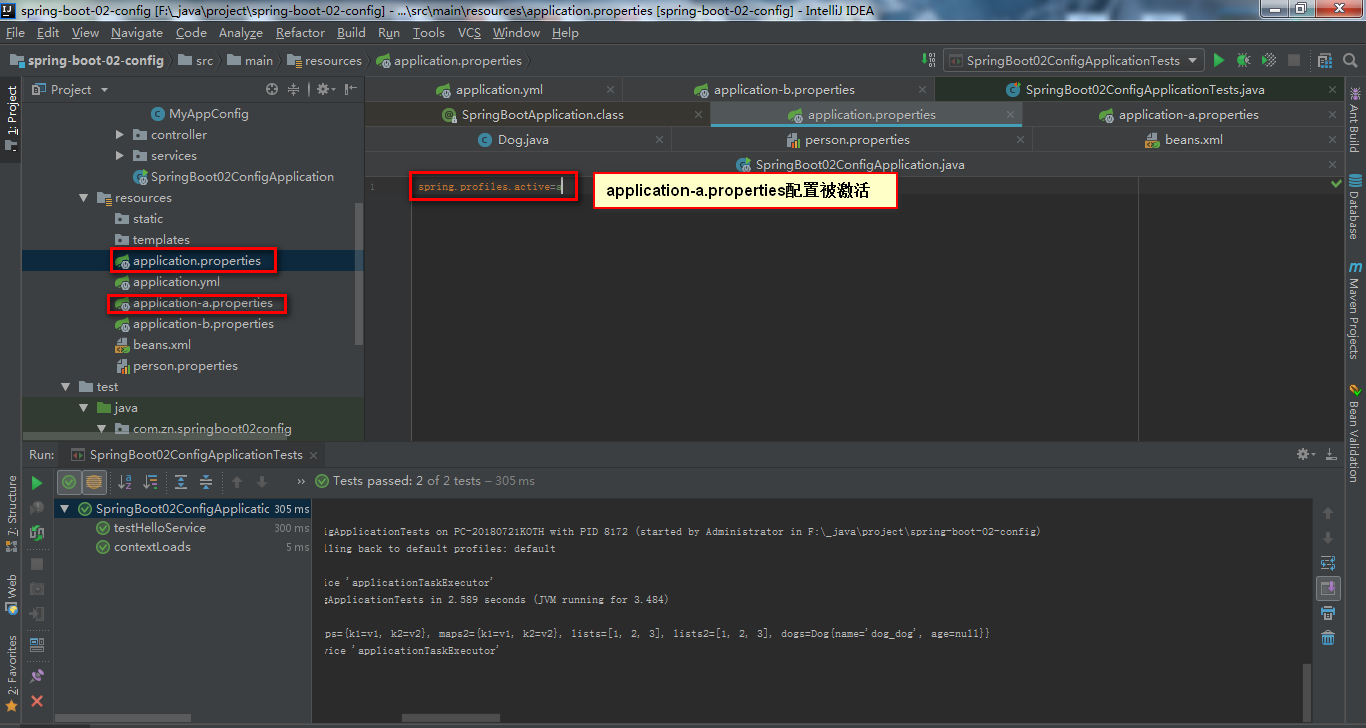 spring-boot-02-config [F:\_java\project\spring-boot-02-config] - ...\src\main\resources\application.properties [spring-boot-02-config] - IntelliJ IDEA
File Edit View Navigate Code Analyze Refactor Build Run Tools VCS Window Help
spring-boot-02-config src main resources application.properties SpringBoot02ConfigApplicationTests
Project
application.yml application-b.properties SpringBoot02ConfigApplicationTests.java
SpringBootApplication.class application.properties application-a.properties
Dog.java person.properties beans.xml
SpringBoot02ConfigApplication.java
1 spring.profiles.active=a
application-a.properties配置被激活
MyAppConfig
controller
services
SpringBoot02ConfigApplication
resources
static
templates
application.properties
application.yml
application-a.properties
application-b.properties
beans.xml
person.properties
test
java
com.zn.springboot02config
1: Project
7: Structure
Web
2: Favorites
Ant Build
Database
Maven Projects
Bean Validation
Run: SpringBoot02ConfigApplicationTests
Tests passed: 2 of 2 tests – 305 ms
SpringBoot02ConfigApplicatic 305 ms
testHelloService 300 ms
contextLoads 5 ms
igApplicationTests on PC-20180721KOTH with PID 8172 (started by Administrator in F:\_java\project\spring-boot-02-config)
lling back to default profiles: default
ice 'applicationTaskExecutor'
gApplicationTests in 2.589 seconds (JVM running for 3.484)
ps={k1=v1, k2=v2}, maps2={k1=v1, k2=v2}, lists=[1, 2, 3], lists2=[1, 2, 3], dogs=Dog{name='dog_dog', age=null}}
vice 'applicationTaskExecutor'